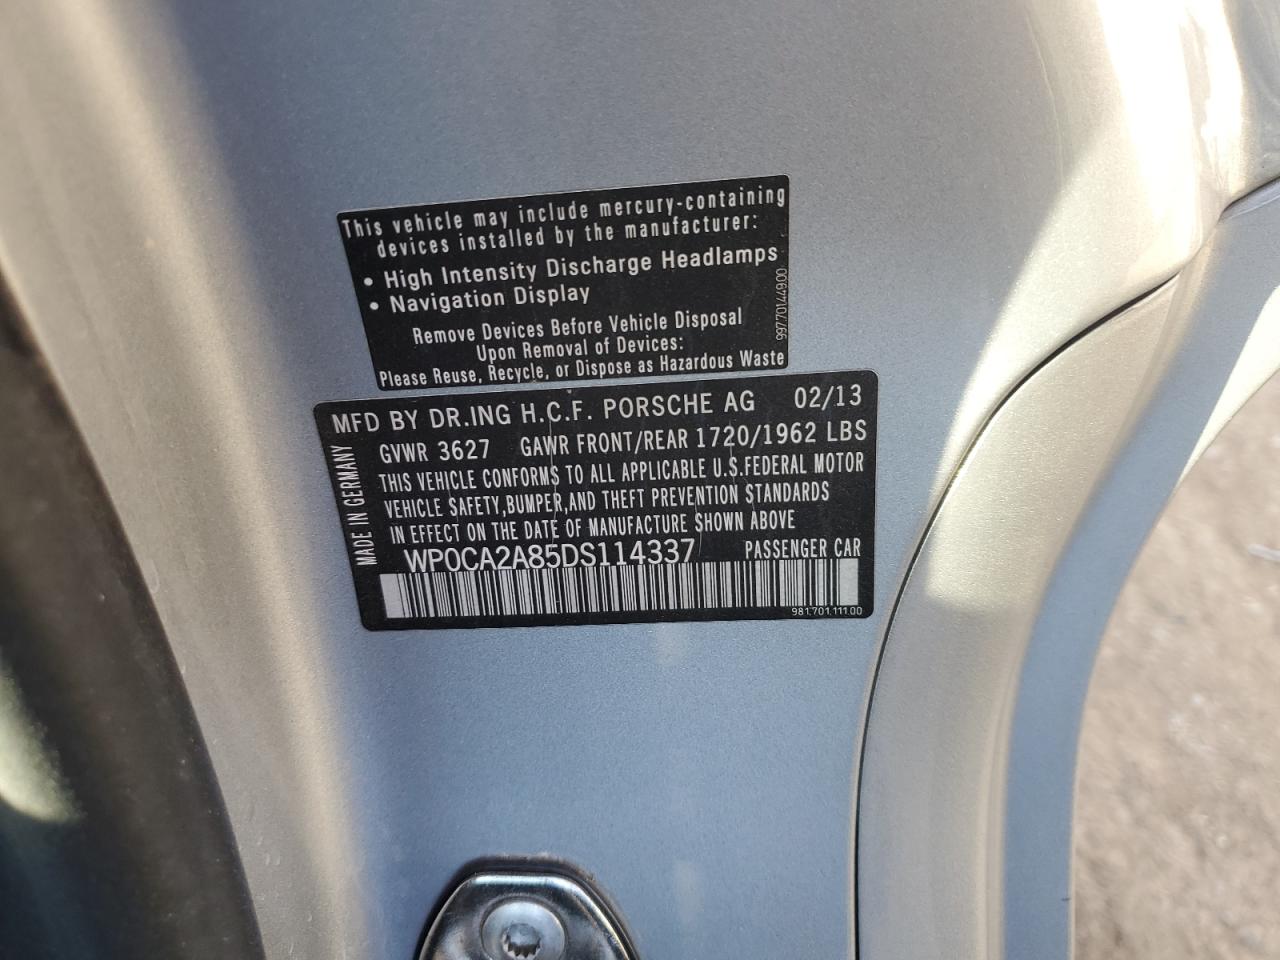 This vehicle may include mercury-containing
devices installed by the manufacturer:
• High Intensity Discharge Headlamps
• Navigation Display
Remove Devices Before Vehicle Disposal
Upon Removal of Devices:
Please Reuse, Recycle, or Dispose as Hazardous Waste
997.701.449.00
MFD BY DR.ING H.C.F. PORSCHE AG 02/13
GVWR 3627 GAWR FRONT/REAR 1720/1962 LBS
THIS VEHICLE CONFORMS TO ALL APPLICABLE U.S.FEDERAL MOTOR
VEHICLE SAFETY,BUMPER,AND THEFT PREVENTION STANDARDS
IN EFFECT ON THE DATE OF MANUFACTURE SHOWN ABOVE
WP0CA2A85DS114337 PASSENGER CAR
981.701.111.00
MADE IN GERMANY